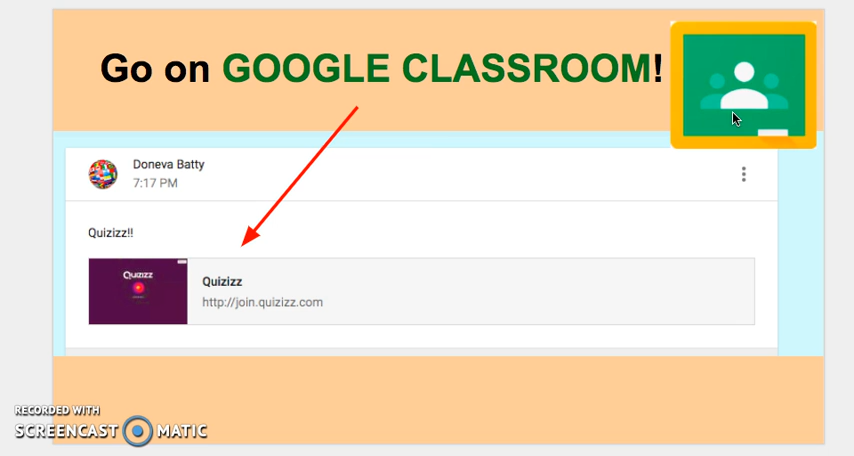 Go on GOOGLE CLASSROOM!
Doneva Batty
7:17 PM
Quizizz!!
Quizizz
Quizizz
http://join.quizizz.com
RECORDED WITH
SCREENCAST MATIC